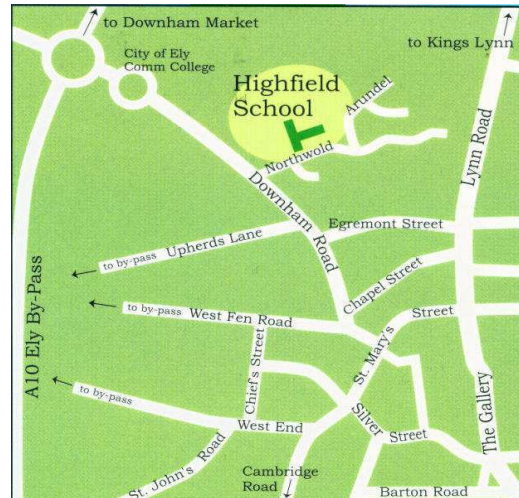 to Downham Market
City of Ely
Comm College
to Kings Lynn
Highfield
School
Arundel
Northwold
Lynn Road
Downham Road
Egremont Street
to by-pass Upherds Lane
Chapel Street
to by-pass West Fen Road
St. Mary's Street
A10 Ely By-Pass
Chief's Street
to by-pass
West End
Silver Street
The Gallery
St. John's Road
Cambridge
Road
Barton Road